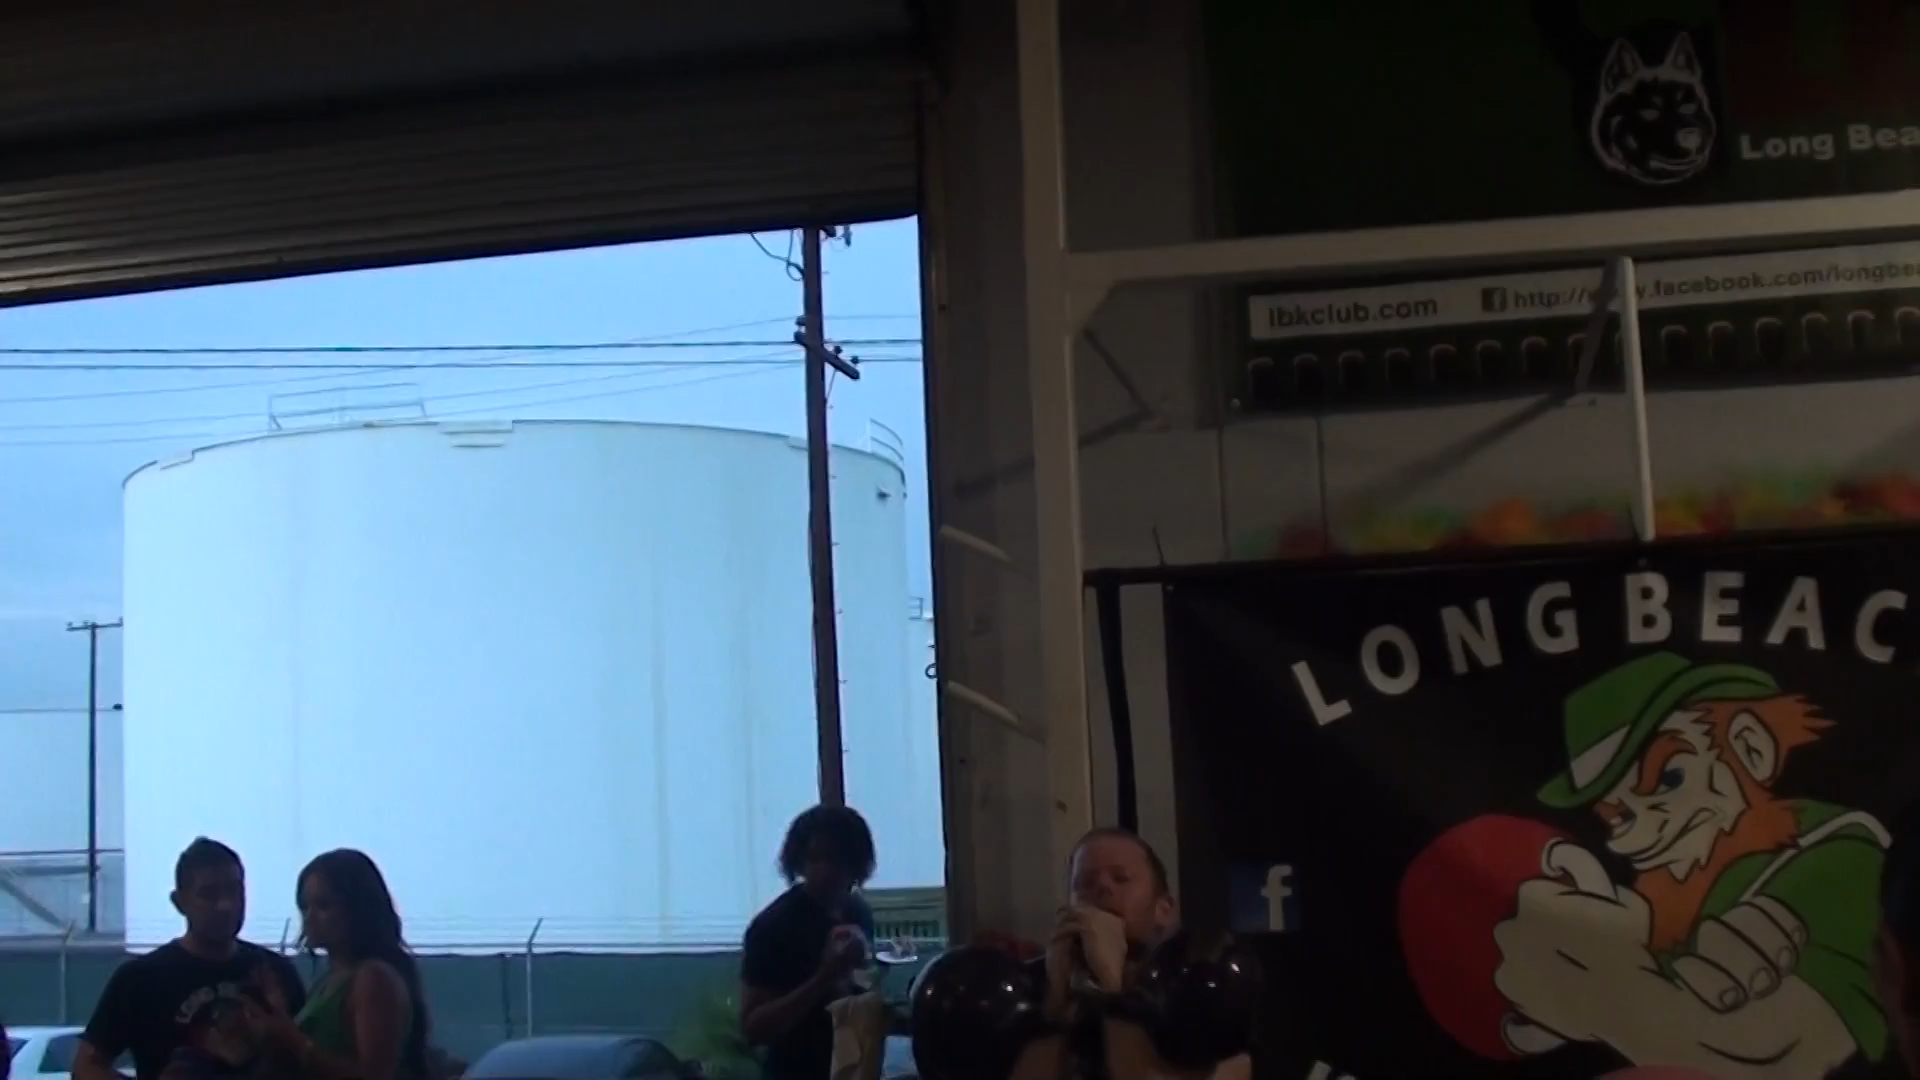 Long Bea
lbkclub.com
f http://w .facebook.com/longbea
LONG BEAC
f